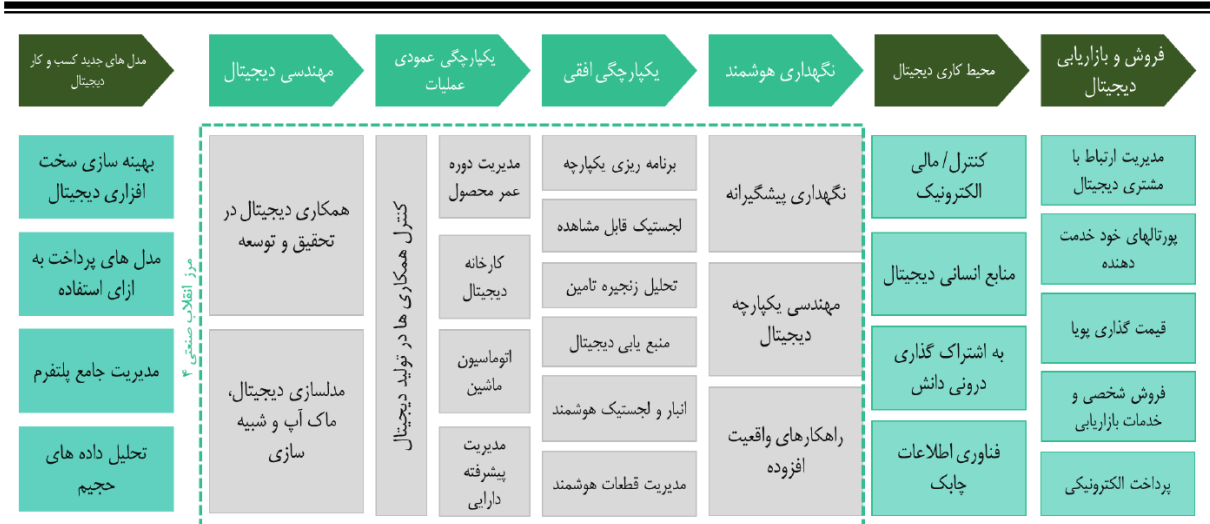 فروش و بازاریابی
دیجیتال
مدیریت ارتباط با
مشتری دیجیتال
پورتالهای خود خدمت
دهنده
قیمت گذاری پویا
فروش شخصی و
خدمات بازاریابی
پرداخت الکترونیکی
محیط کاری دیجیتال
کنترل/ مالی
الکترونیک
منابع انسانی دیجیتال
به اشتراک گذاری
درونی دانش
فناوری اطلاعات
چابک
نگهداری هوشمند
نگهداری پیشگیرانه
مهندسی یکپارچه
دیجیتال
راهکارهای واقعیت
افزوده
یکپارچگی افقی
برنامه ریزی یکپارچه
لجستیک قابل مشاهده
تحلیل زنجیره تامین
منبع یابی دیجیتال
انبار و لجستیک هوشمند
مدیریت قطعات هوشمند
یکپارچگی عمودی
عملیات
مدیریت دوره
عمر محصول
کارخانه
دیجیتال
اتوماسیون
ماشین
مدیریت
پیشرفته
دارایی
کنترل همکاری ها در تولید دیجیتال
مهندسی دیجیتال
همکاری دیجیتال در
تحقیق و توسعه
مدلسازی دیجیتال،
ماک آپ و شبیه
سازی
مرز انقلاب صنعتی ۴
مدل های جدید کسب و کار
دیجیتال
بهینه سازی سخت
افزاری دیجیتال
مدل های پرداخت به
ازای استفاده
مدیریت جامع پلتفرم
تحلیل داده های
حجیم